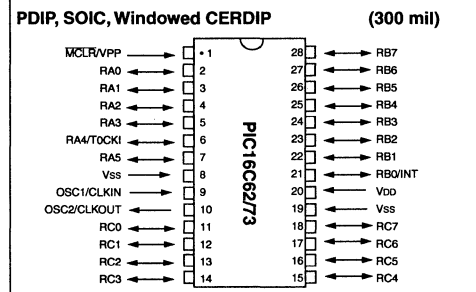 PDIP, SOIC, Windowed CERDIP (300 mil)
MCLR/VPP 1 28 RB7
RA0 2 27 RB6
RA1 3 26 RB5
RA2 4 25 RB4
RA3 5 24 RB3
RA4/T0CKI 6 23 RB2
RA5 7 22 RB1
Vss 8 21 RB0/INT
OSC1/CLKIN 9 20 VDD
OSC2/CLKOUT 10 19 Vss
RC0 11 18 RC7
RC1 12 17 RC6
RC2 13 16 RC5
RC3 14 15 RC4
PIC16C62/73